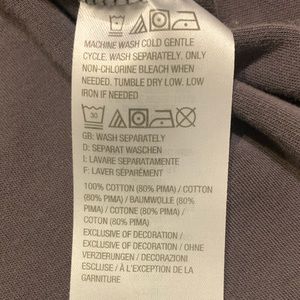 MACHINE WASH COLD GENTLE
CYCLE. WASH SEPARATELY. ONLY
NON-CHLORINE BLEACH WHEN
NEEDED. TUMBLE DRY LOW. LOW
IRON IF NEEDED
30
GB: WASH SEPARATELY
D: SEPARAT WASCHEN
I: LAVARE SEPARATAMENTE
F: LAVER SÉPARÉMENT
100% COTTON (80% PIMA) / COTTON
(80% PIMA) / BAUMWOLLE (80%
PIMA) / COTONE (80% PIMA) /
COTON (80% PIMA)
EXCLUSIVE OF DECORATION /
EXCLUSIVE OF DECORATION / OHNE
VERZIERUNGEN / DECORAZIONI
ESCLUSE / À L'EXCEPTION DE LA
GARNITURE